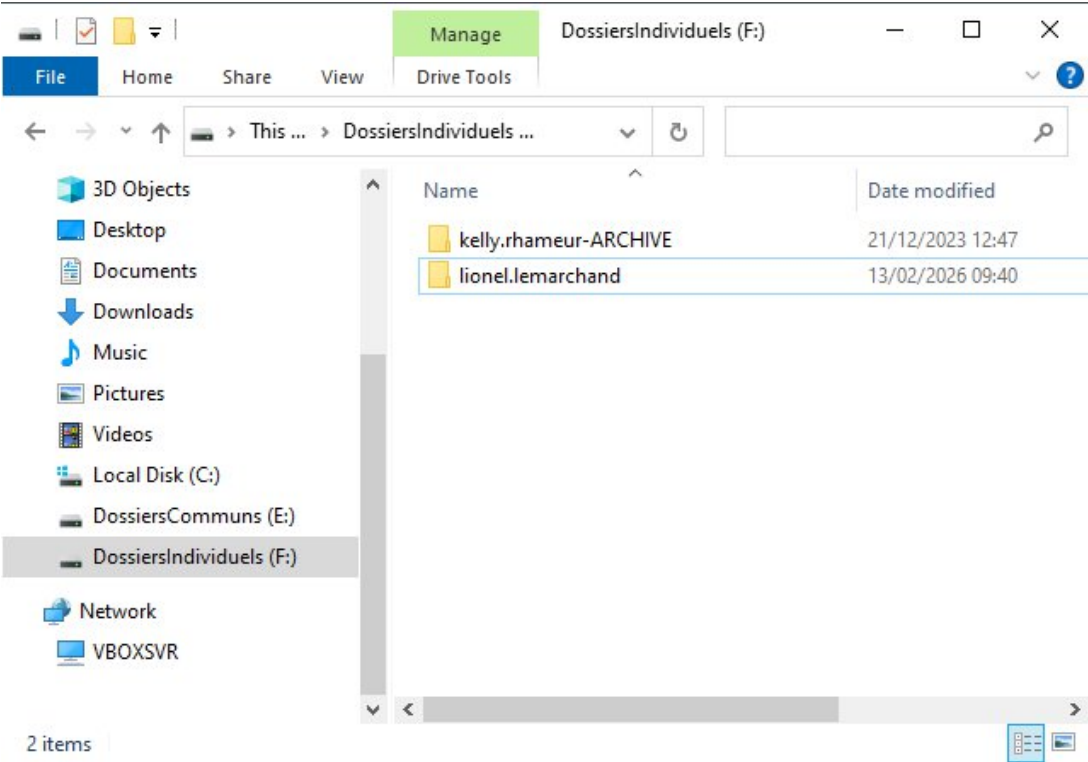 Manage
DossiersIndividuels (F:)
File
Home
Share
View
Drive Tools
This ...
DossiersIndividuels ...
3D Objects
Desktop
Documents
Downloads
Music
Pictures
Videos
Local Disk (C:)
DossiersCommuns (E:)
DossiersIndividuels (F:)
Network
VBOXSVR
Name Date modified
kelly.rhameur-ARCHIVE 21/12/2023 12:47
lionel.lemarchand 13/02/2026 09:40
2 items